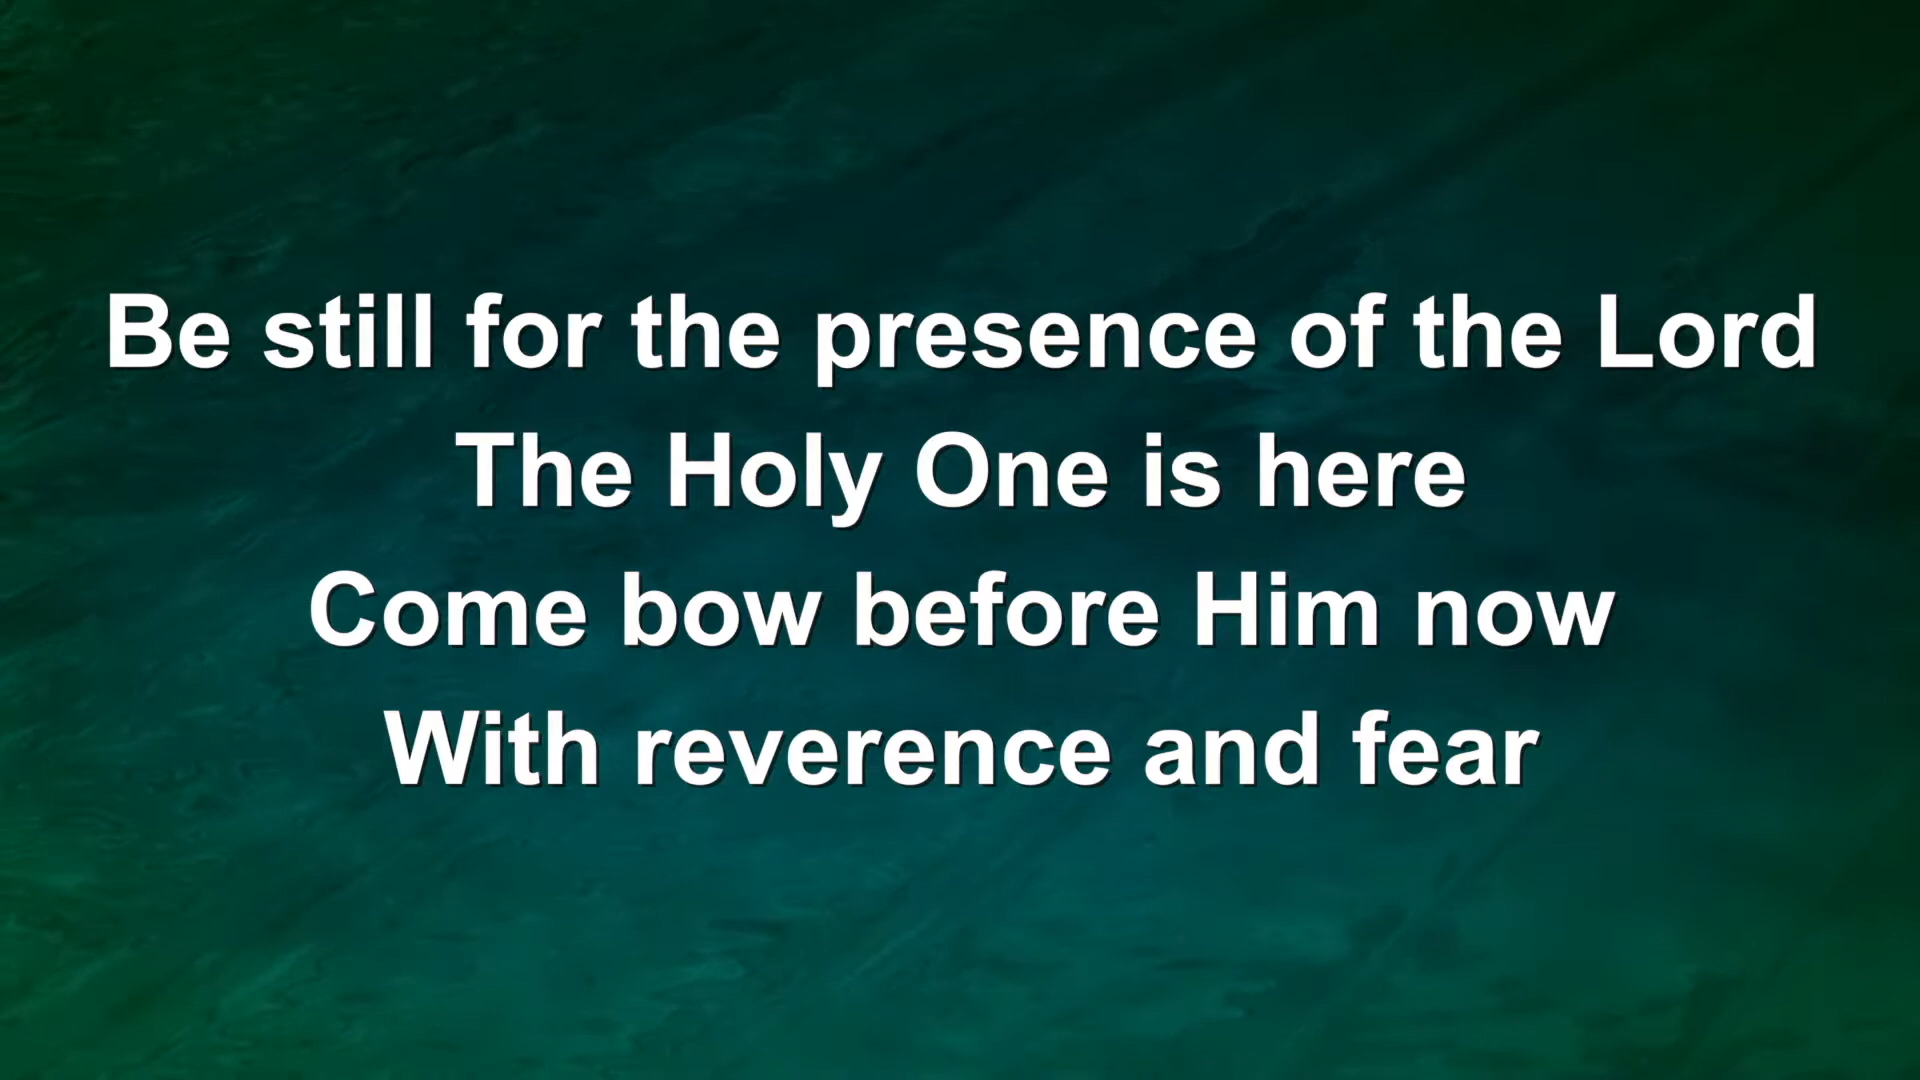 Be still for the presence of the Lord
The Holy One is here
Come bow before Him now
With reverence and fear